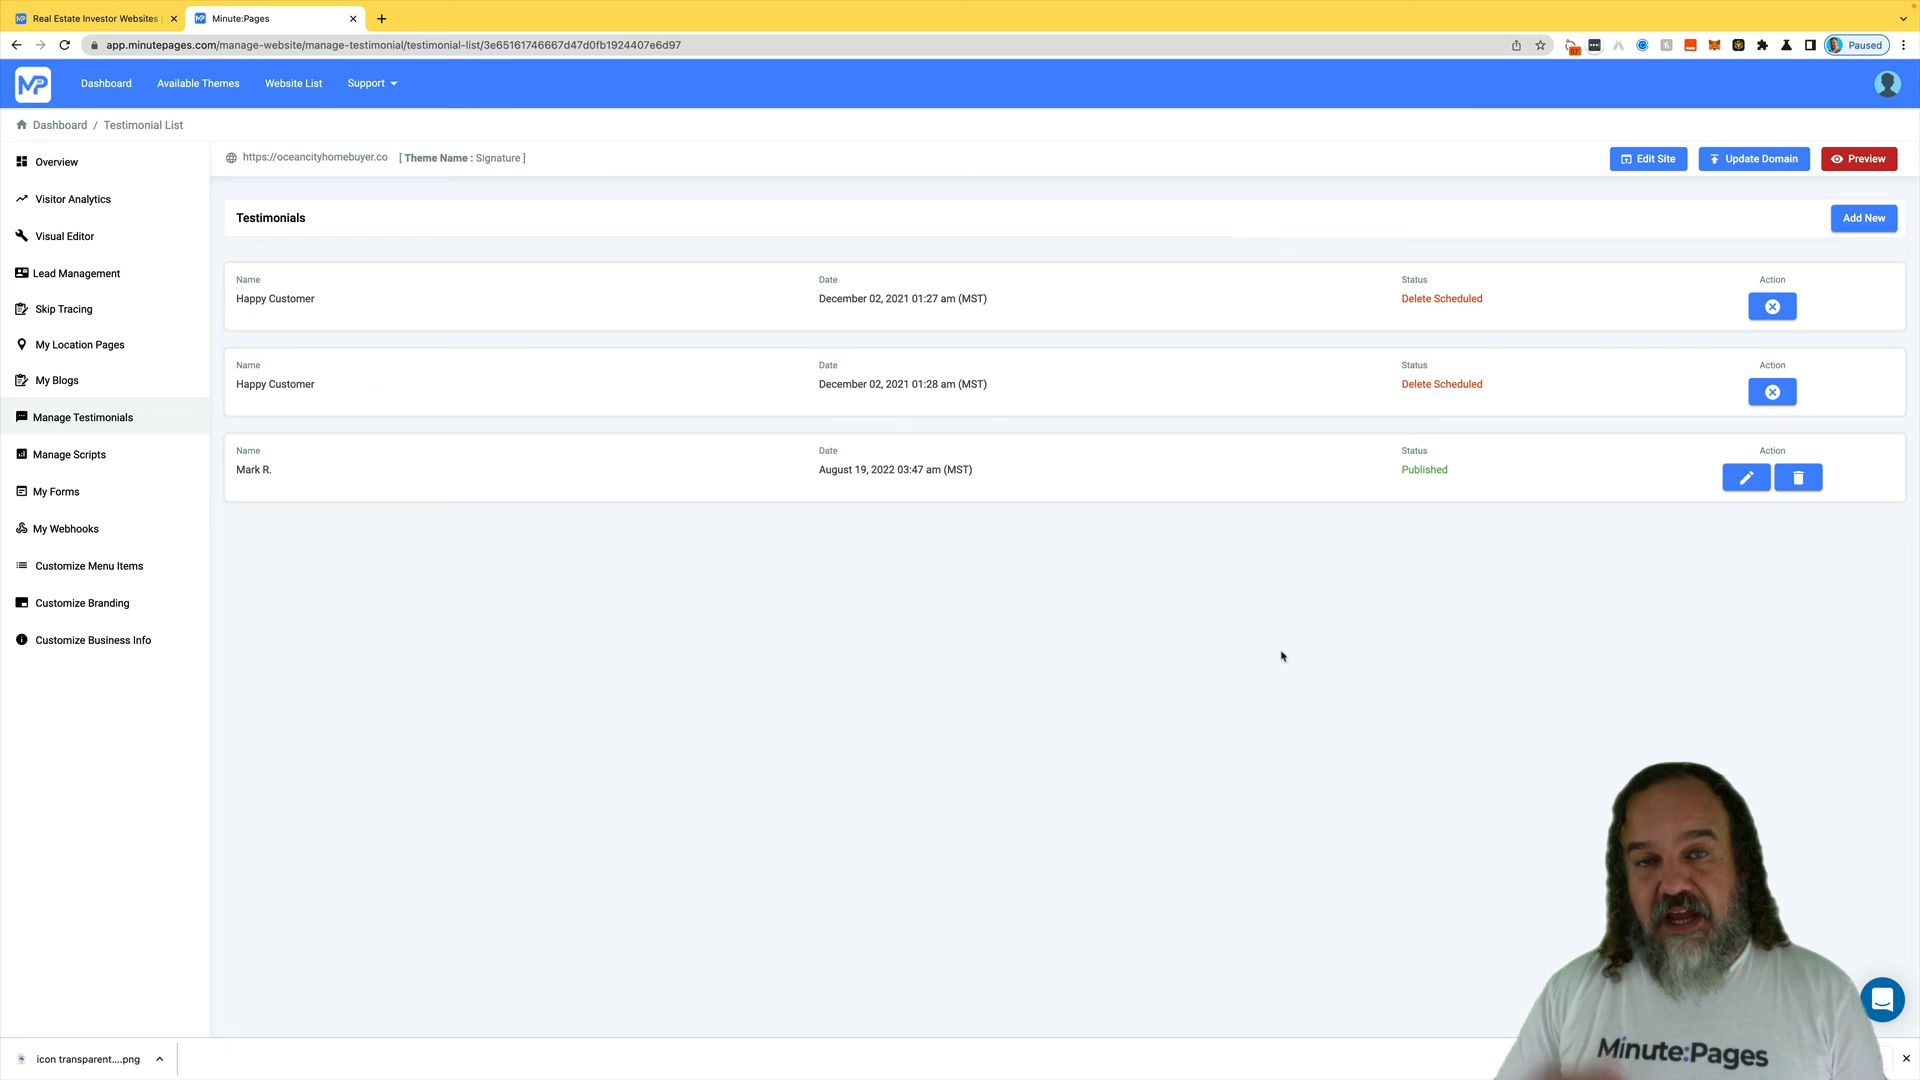 Real Estate Investor Websites
Minute:Pages
app.minutepages.com/manage-website/manage-testimonial/testimonial-list/3e65161746667d47d0fb1924407e6d97
57
Paused
MP
Dashboard
Available Themes
Website List
Support
Dashboard / Testimonial List
Overview
Visitor Analytics
Visual Editor
Lead Management
Skip Tracing
My Location Pages
My Blogs
Manage Testimonials
Manage Scripts
My Forms
My Webhooks
Customize Menu Items
Customize Branding
Customize Business Info
https://oceancityhomebuyer.co [ Theme Name : Signature ]
Edit Site
Update Domain
Preview
Testimonials
Add New
Name Date Status Action
Happy Customer December 02, 2021 01:27 am (MST) Delete Scheduled
Name Date Status Action
Happy Customer December 02, 2021 01:28 am (MST) Delete Scheduled
Name Date Status Action
Mark R. August 19, 2022 03:47 am (MST) Published
Minute:Pages
icon transparent....png